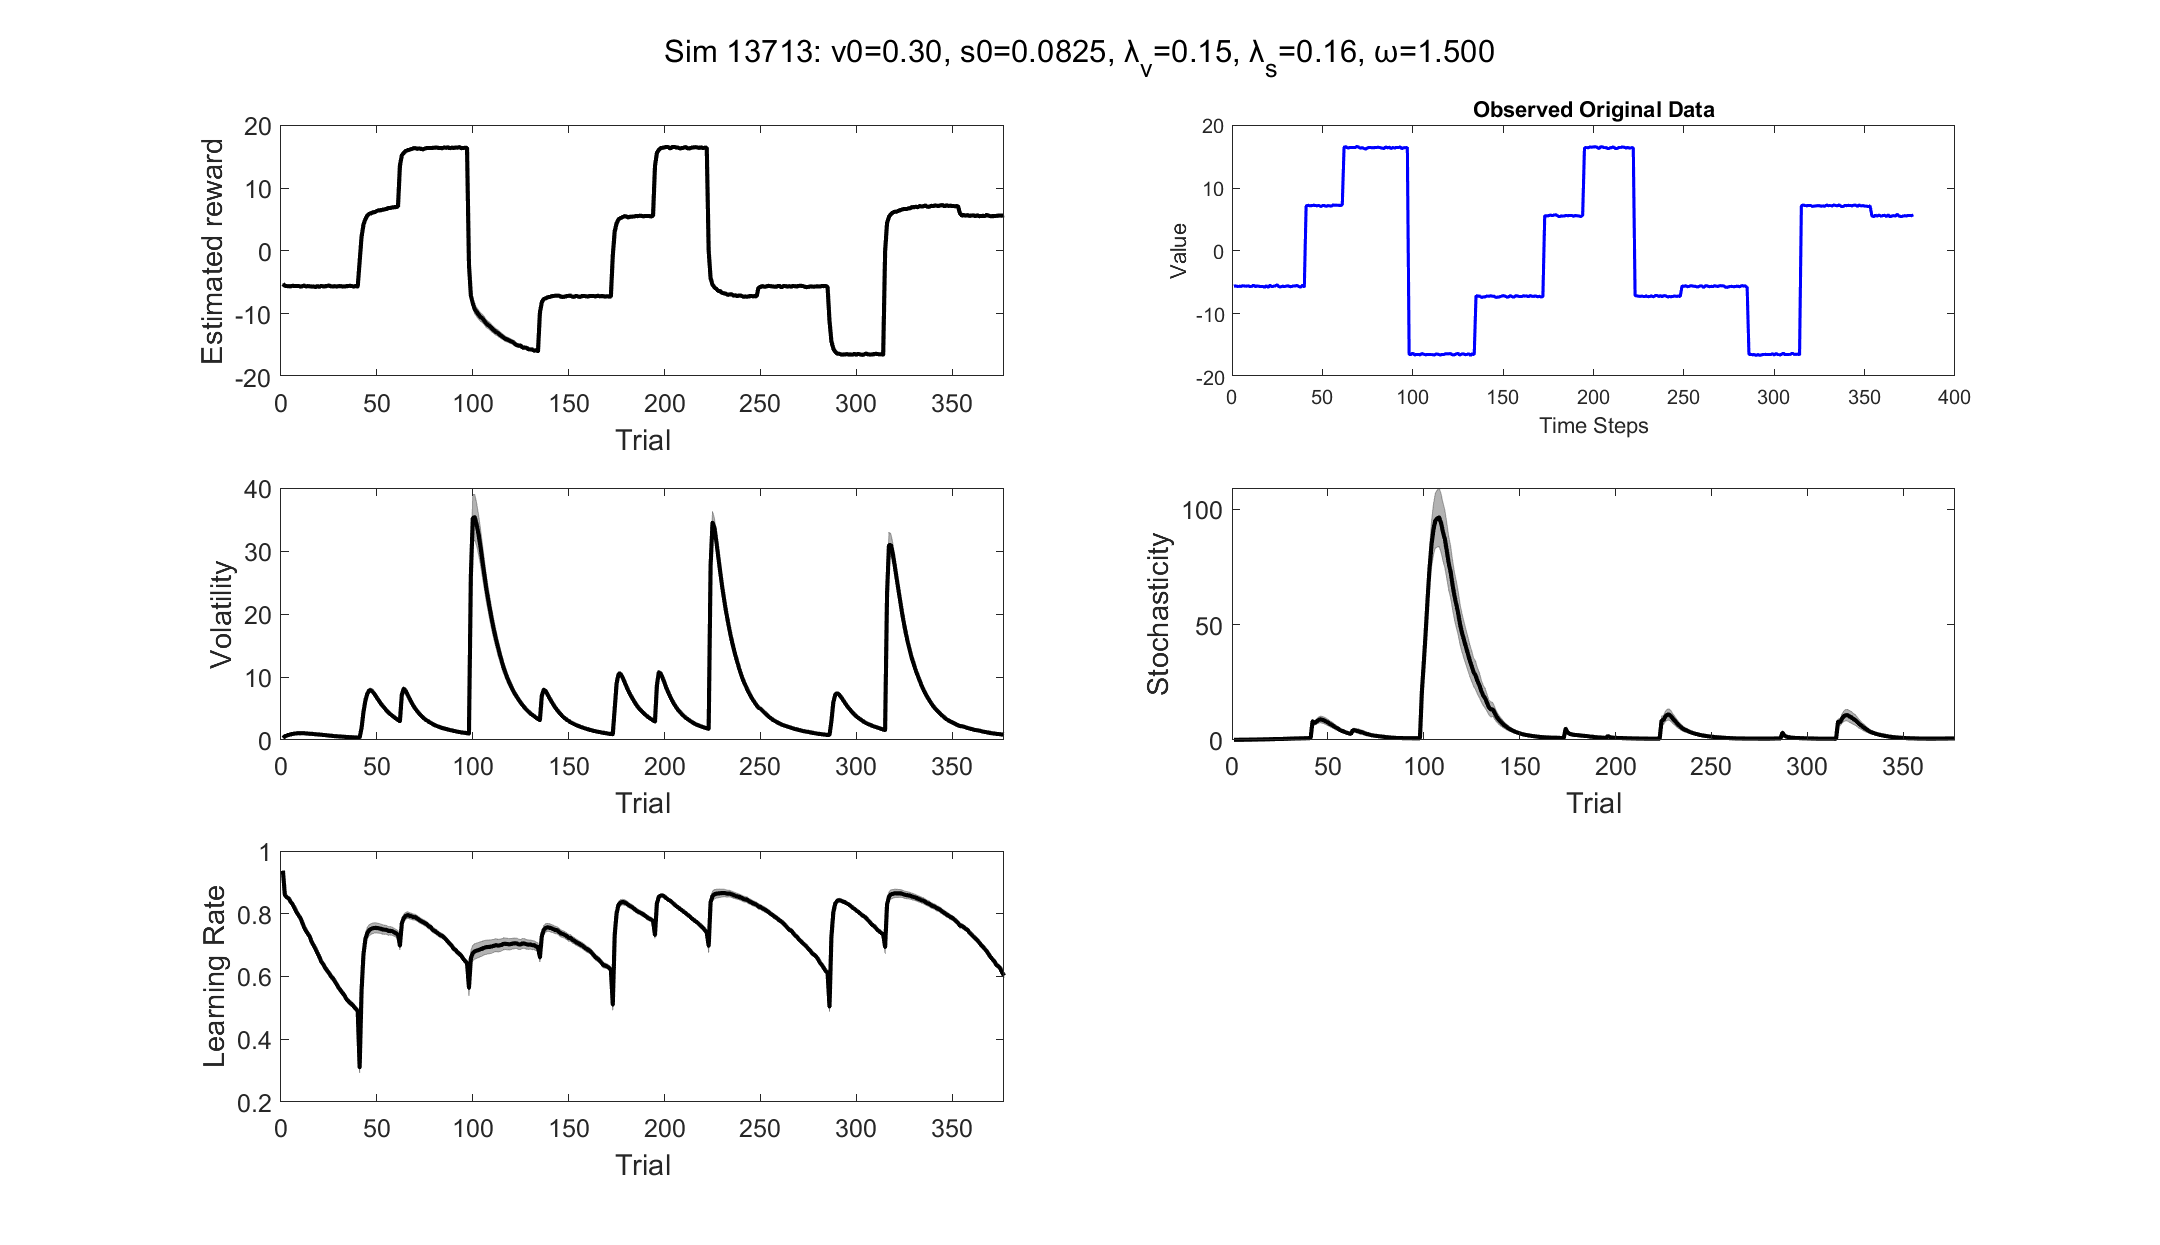 Sim 13713: v0=0.30, s0=0.0825, λ_v=0.15, λ_s=0.16, ω=1.500
Estimated reward
20
10
0
-10
-20
0 50 100 150 200 250 300 350
Trial
Observed Original Data
Value
20
10
0
-10
-20
0 50 100 150 200 250 300 350 400
Time Steps
Volatility
40
30
20
10
0
0 50 100 150 200 250 300 350
Trial
Stochasticity
100
50
0
0 50 100 150 200 250 300 350
Trial
Learning Rate
1
0.8
0.6
0.4
0.2
0 50 100 150 200 250 300 350
Trial